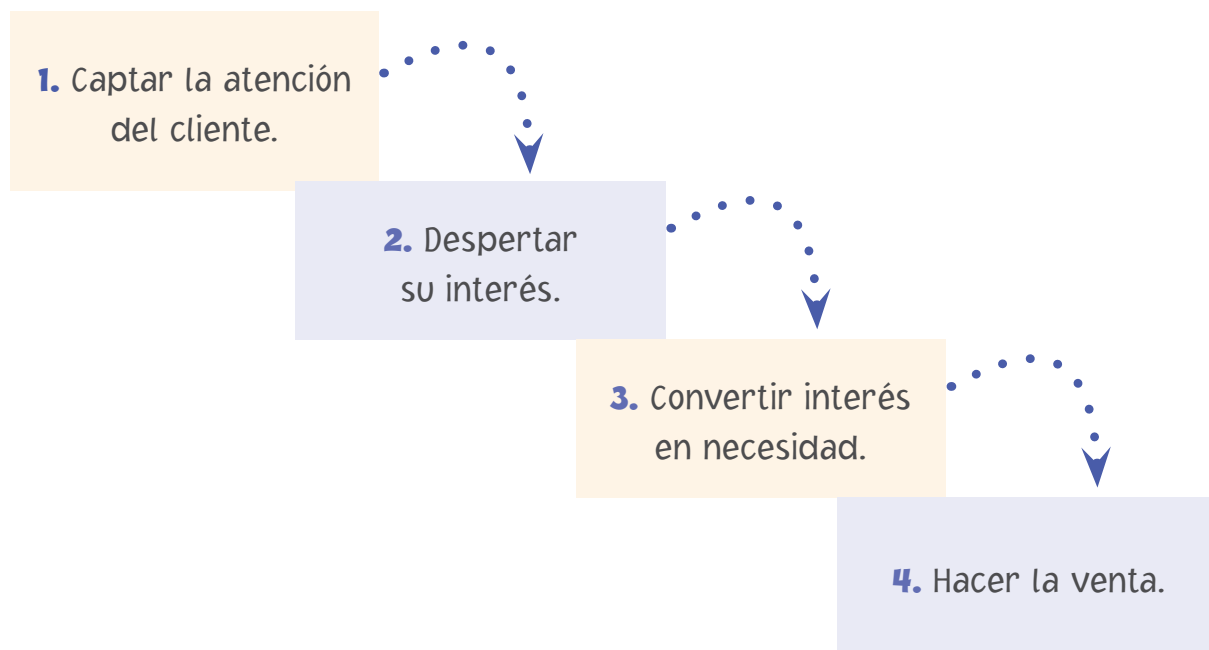 1. Captar la atención
del cliente.
2. Despertar
su interés.
3. Convertir interés
en necesidad.
4. Hacer la venta.